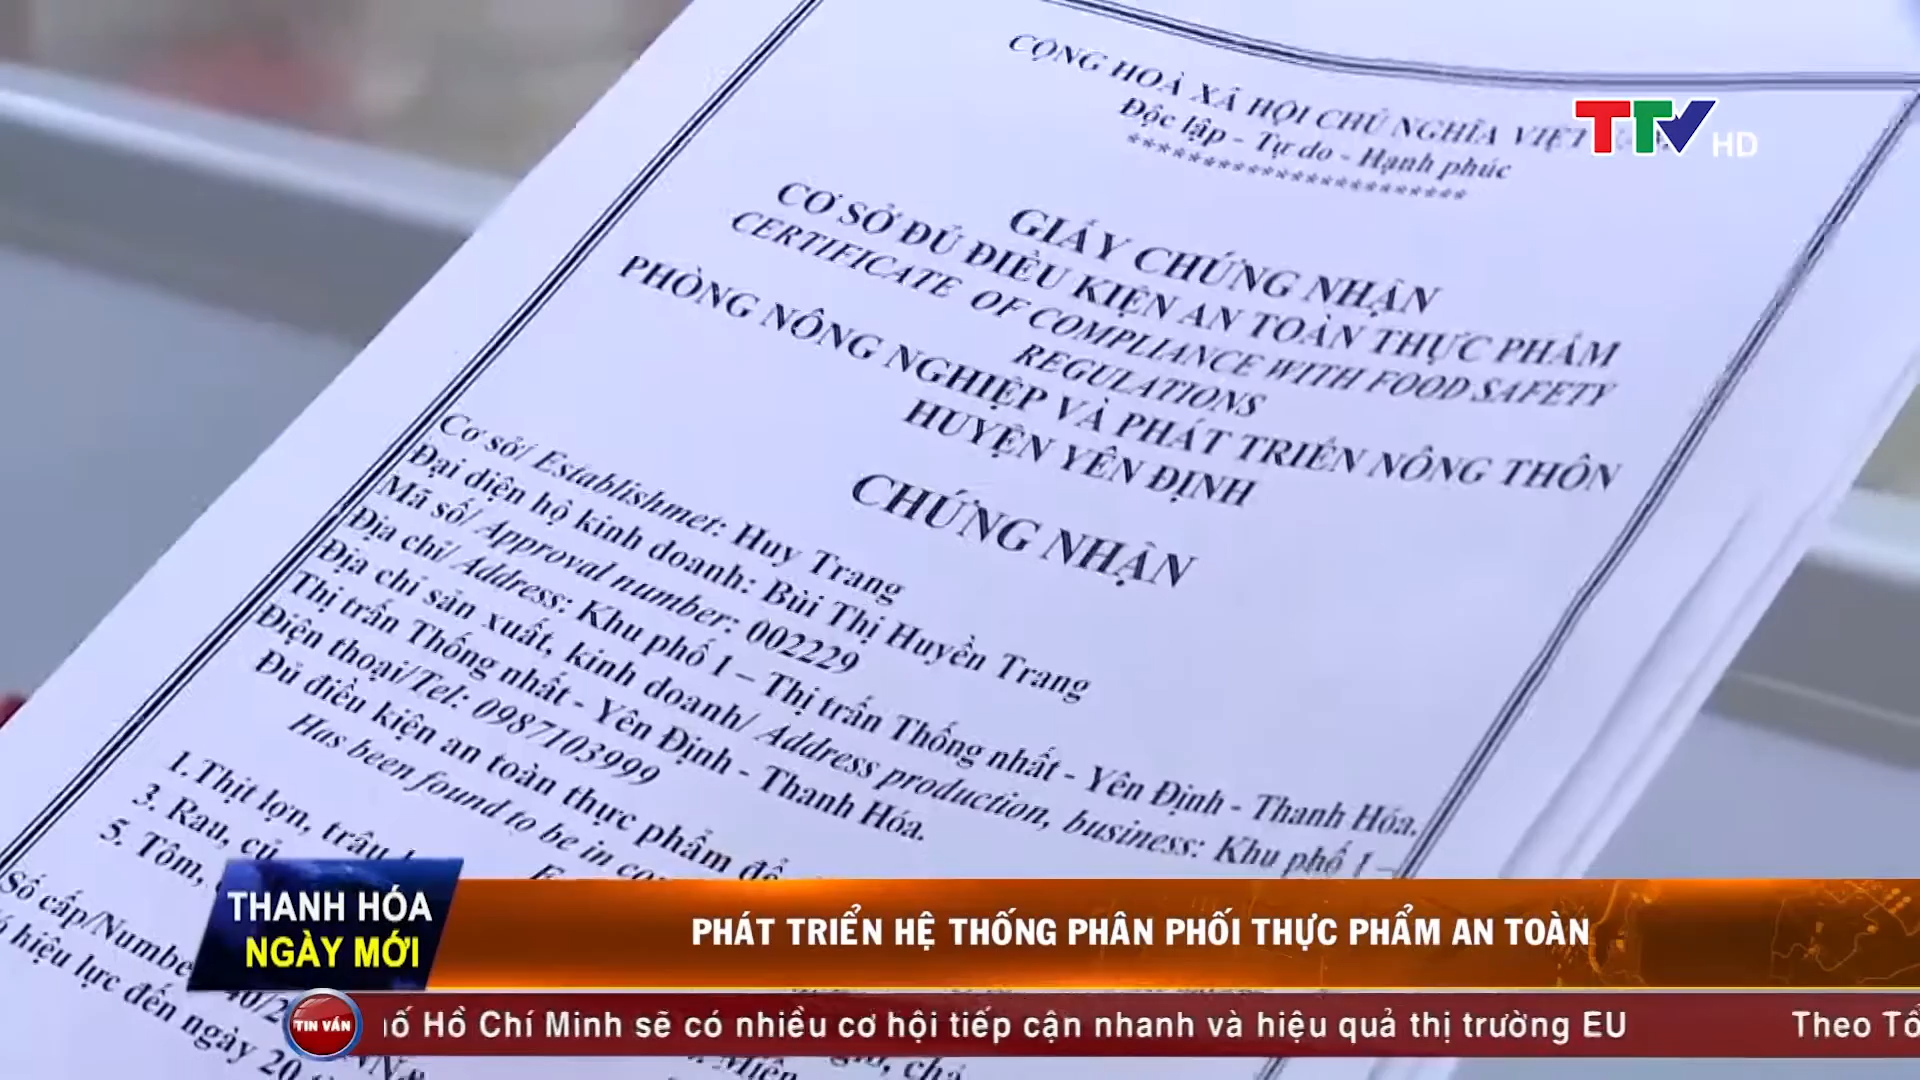 CỘNG HOÀ XÃ HỘI CHỦ NGHĨA VIỆT
Độc lập - Tự do - Hạnh phúc
**********************
TTV HD
GIẤY CHỨNG NHẬN
CƠ SỞ ĐỦ ĐIỀU KIỆN AN TOÀN THỰC PHẨM
CERTIFICATE OF COMPLIANCE WITH FOOD SAFETY
REGULATIONS
PHÒNG NÔNG NGHIỆP VÀ PHÁT TRIỂN NÔNG THÔN
HUYỆN YÊN ĐỊNH
CHỨNG NHẬN
Cơ sở/ Establishmet: Huy Trang
Đại diện hộ kinh doanh: Bùi Thị Huyền Trang
Mã số/ Approval number: 002229
Địa chỉ/ Address: Khu phố 1 – Thị trấn Thống nhất - Yên Định - Thanh Hóa.
Địa chỉ sản xuất, kinh doanh/ Address production, business: Khu phố 1 –
Thị trấn Thống nhất - Yên Định - Thanh Hóa.
Điện thoại/Tel: 0987103999
Đủ điều kiện an toàn thực phẩm để
Has been found to be in
1. Thịt lợn, trâu
3. Rau, củ
5. Tôm,
Số cấp/Number
hiệu lực đến ngày 20
THANH HÓA
NGÀY MỚI
PHÁT TRIỂN HỆ THỐNG PHÂN PHỐI THỰC PHẨM AN TOÀN
TIN VẮN
Hồ Chí Minh sẽ có nhiều cơ hội tiếp cận nhanh và hiệu quả thị trường EU
Theo